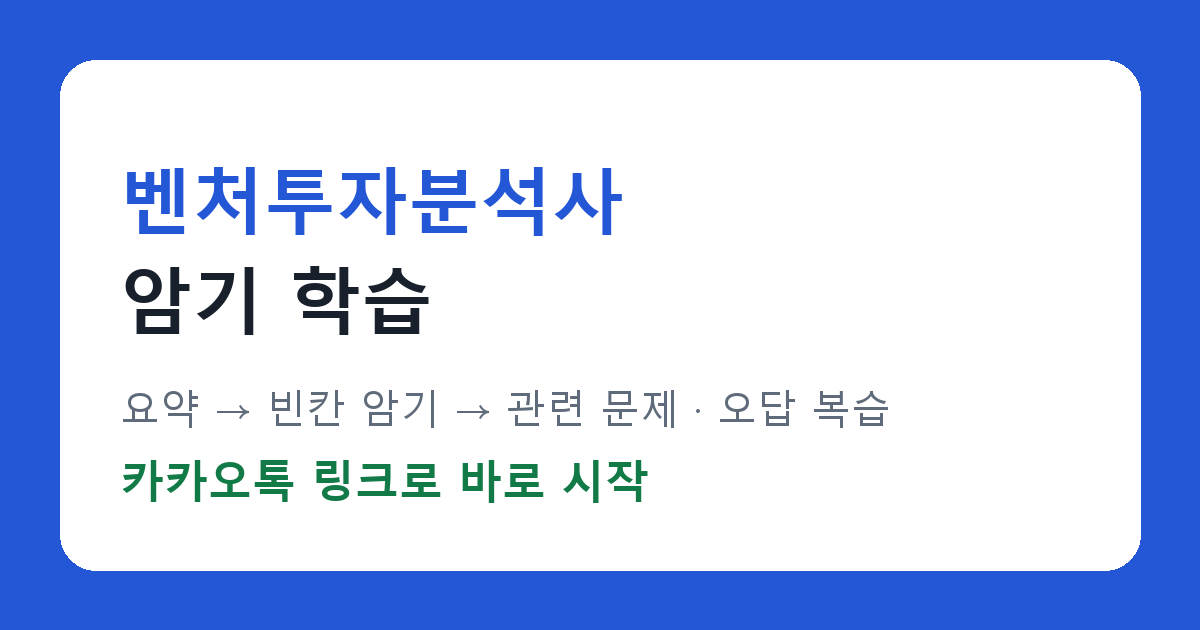 벤처투자분석사
암기 학습
요약 → 빈칸 암기 → 관련 문제 · 오답 복습
카카오톡 링크로 바로 시작